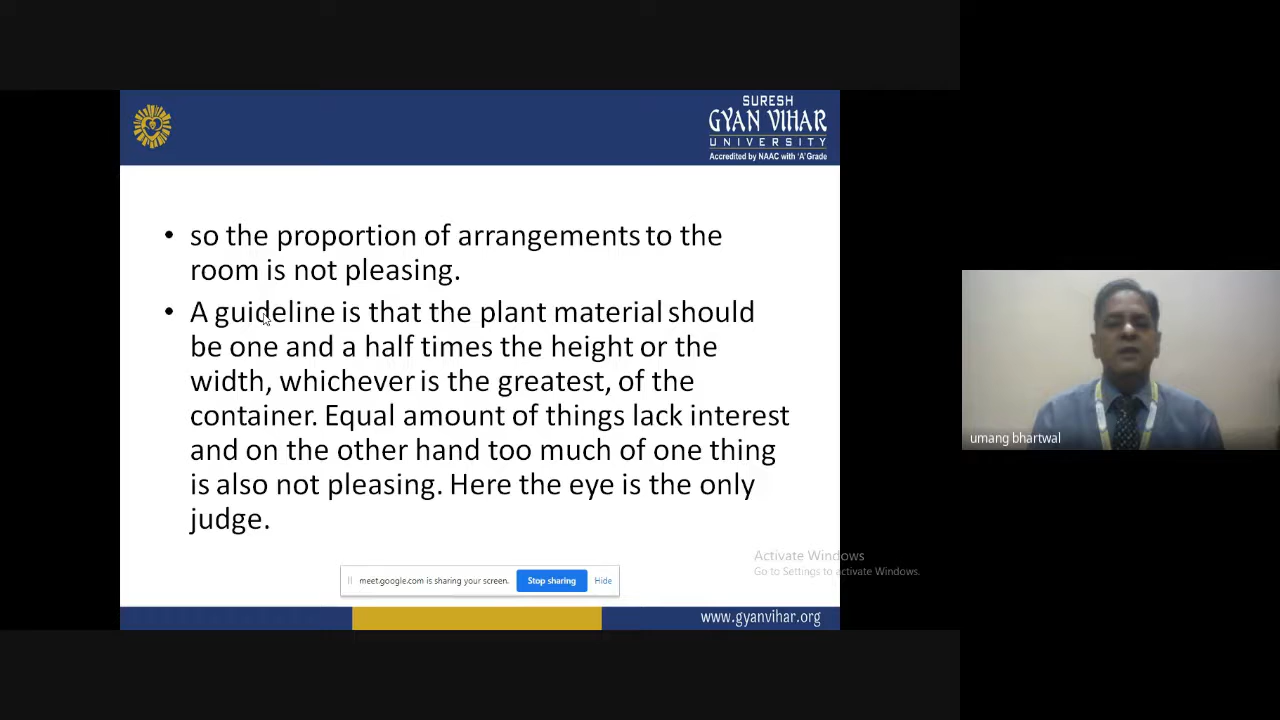 SURESH
GYAN VIHAR
UNIVERSITY
Accredited by NAAC with 'A' Grade
• so the proportion of arrangements to the
room is not pleasing.
• A guideline is that the plant material should
be one and a half times the height or the
width, whichever is the greatest, of the
container. Equal amount of things lack interest
and on the other hand too much of one thing
is also not pleasing. Here the eye is the only
judge.
umang bhartwal
Activate Windows
Go to Settings to activate Windows.
meet.google.com is sharing your screen. Stop sharing Hide
www.gyanvihar.org